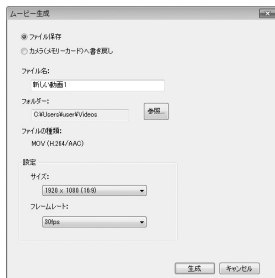 ムービー生成
ファイル保存
カメラ(メモリーカード)へ書き戻し
ファイル名:
新しい動画1
フォルダー:
C:¥Users¥user¥Videos
参照...
ファイルの種類:
MOV (H.264/AAC)
設定
サイズ:
1920 x 1080 (16:9)
フレームレート:
30fps
生成
キャンセル